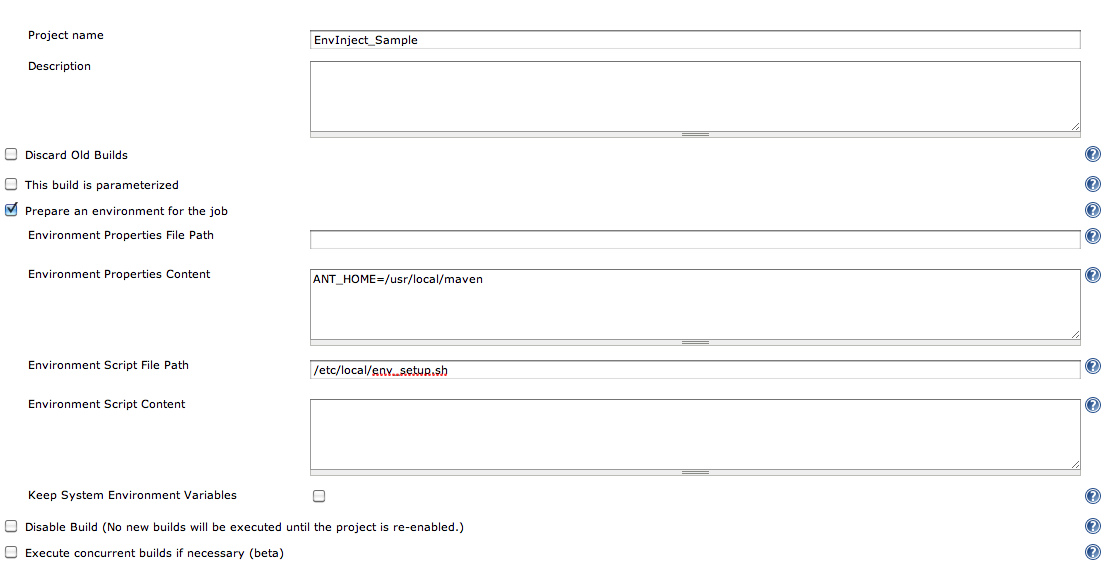 Project name
EnvInject_Sample
Description
Discard Old Builds
This build is parameterized
Prepare an environment for the job
Environment Properties File Path
Environment Properties Content
ANT_HOME=/usr/local/maven
Environment Script File Path
/etc/local/env_setup.sh
Environment Script Content
Keep System Environment Variables
Disable Build (No new builds will be executed until the project is re-enabled.)
Execute concurrent builds if necessary (beta)